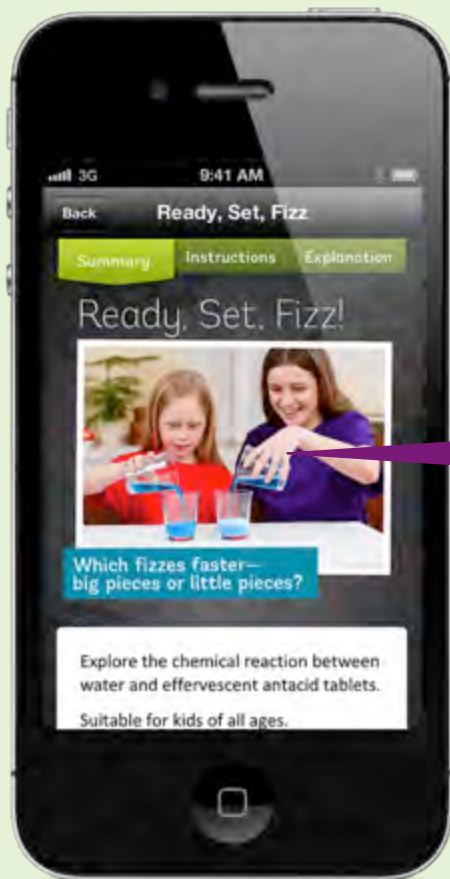 3G 9:41 AM
Back Ready, Set, Fizz
Summary Instructions Explanation
Ready, Set, Fizz!
Which fizzes faster—
big pieces or little pieces?
Explore the chemical reaction between
water and effervescent antacid tablets.
Suitable for kids of all ages.